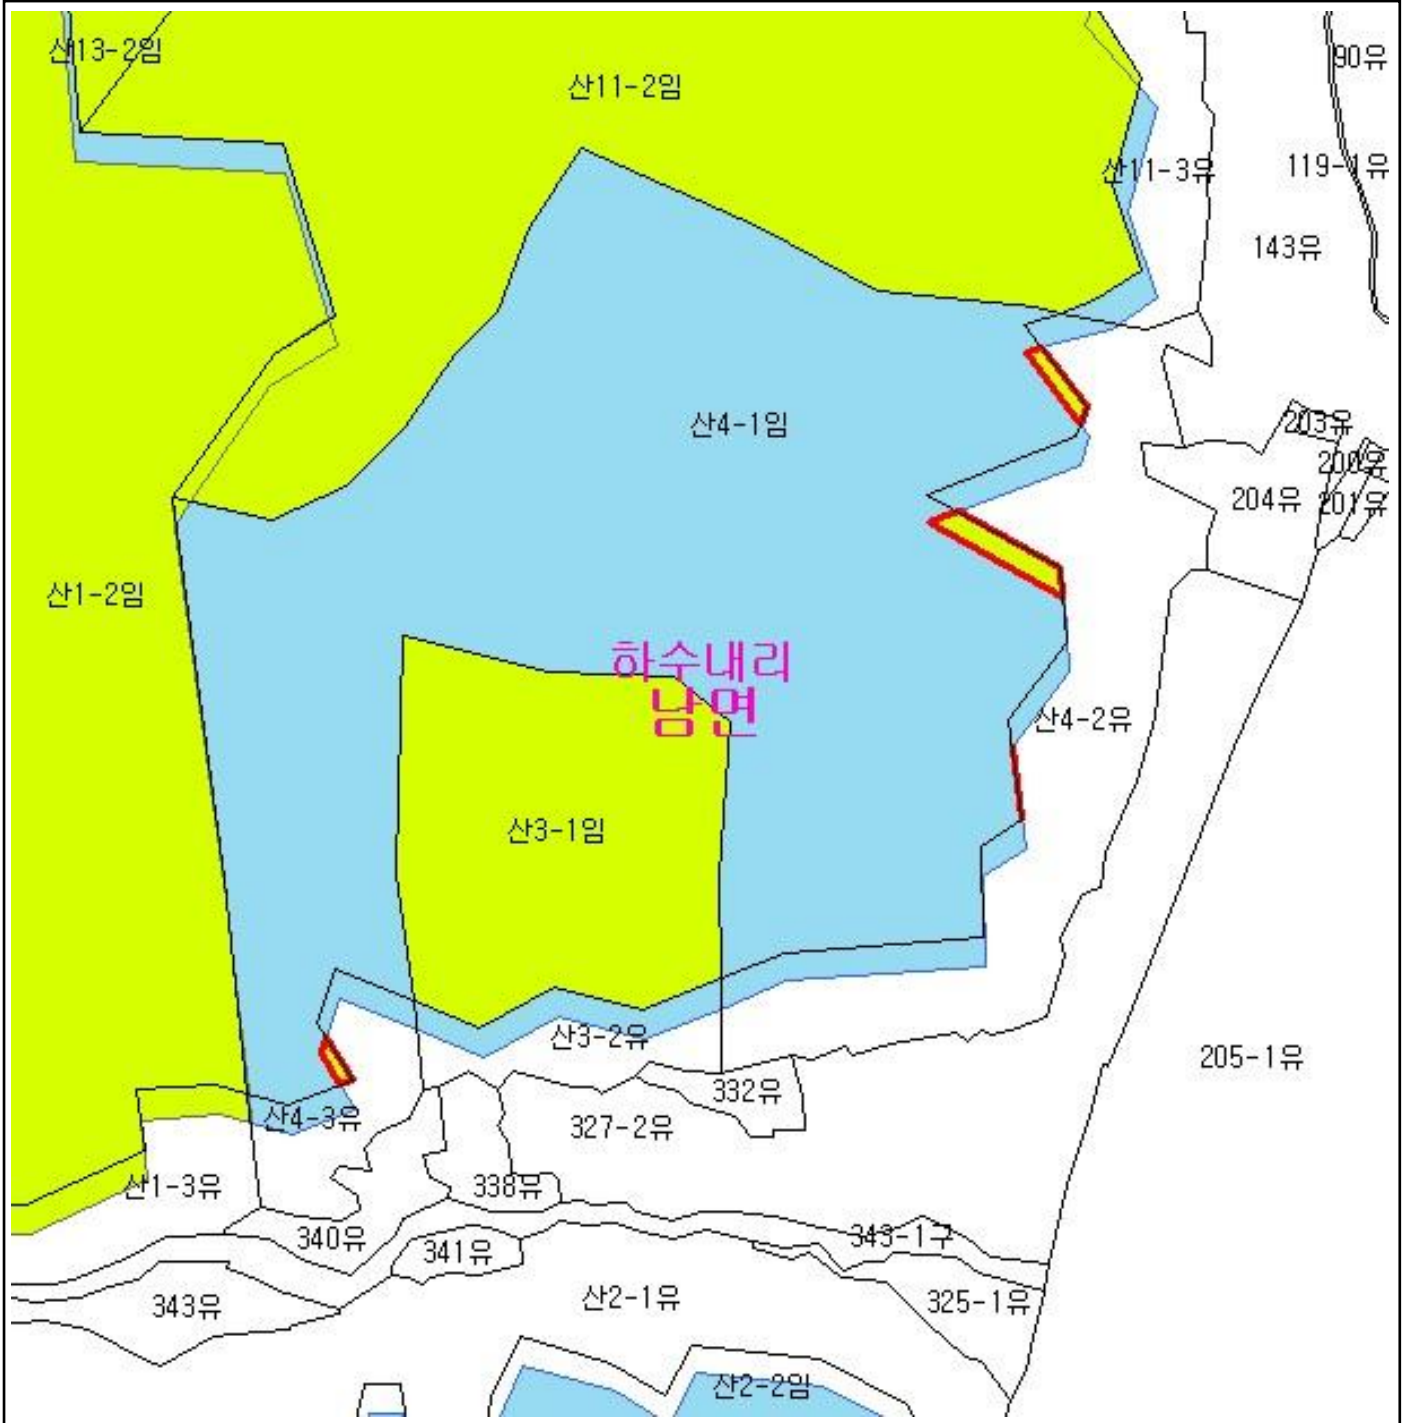 산13-2임
90유
산11-2임
산11-3유
119-1유
143유
산4-1임
203유
200유
204유
201유
산1-2임
하수내리
남면
산4-2유
산3-1임
산3-2유
205-1유
332유
산4-3유
327-2유
산1-3유
338유
340유
341유
343-1구
343유
산2-1유
325-1유
산2-2임